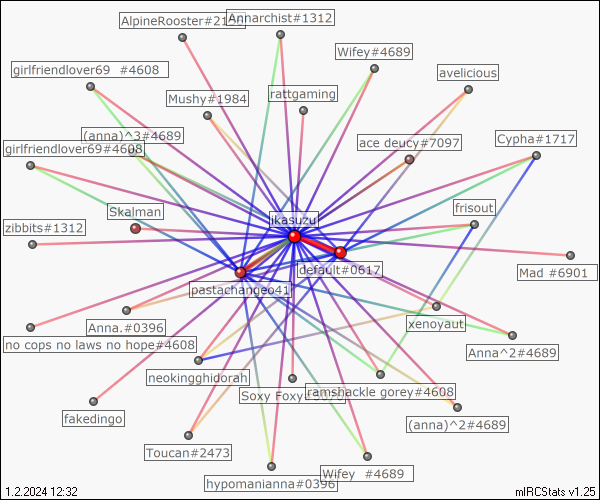 AlpineRooster#21
Annarchist#1312
Wifey#4689
girlfriendlover69 #4608
avelicious
Mushy#1984
rattgaming
(anna)^3#4689
ace deucy#7097
Cypha#1717
girlfriendlover69#4608
Skalman
ikasuzu
frisout
zibbits#1312
default#0617
Mad #6901
pastachangeo41
Anna.#0396
xenoyaut
no cops no laws no hope#4608
Anna^2#4689
neokingghidorah
Soxy Foxy
ramshackle gorey#4608
fakedingo
(anna)^2#4689
Toucan#2473
Wifey #4689
hypomanianna#0396
1.2.2024 12:32
mIRCStats v1.25